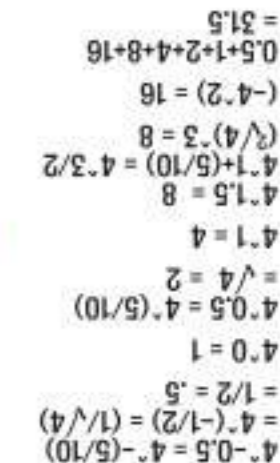 4^-0.5 = 4^-(5/10)
= 4^(-1/2) = (1/√4)
= 1/2 = .5
4^0 = 1
4^0.5 = 4^(5/10)
= √4 = 2
4^1 = 4
4^1.5 = 8
4^1+(5/10) = 4^3/2
(2√4)^3 = 8
(-4^2) = 16
0.5+1+2+4+8+16
= 31.5